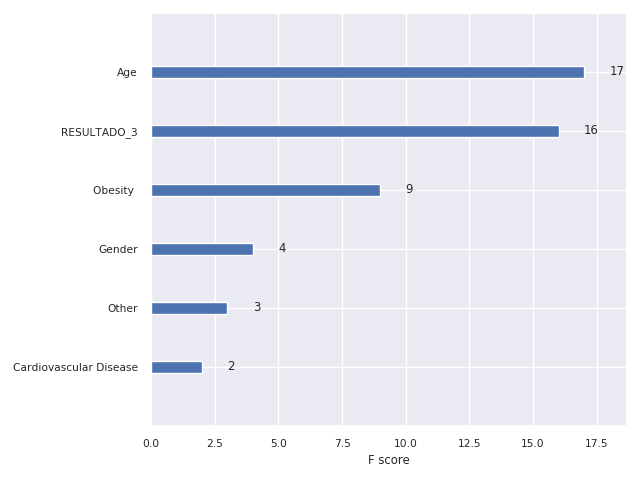 Age 17
RESULTADO_3 16
Obesity 9
Gender 4
Other 3
Cardiovascular Disease 2
0.0 2.5 5.0 7.5 10.0 12.5 15.0 17.5
F score